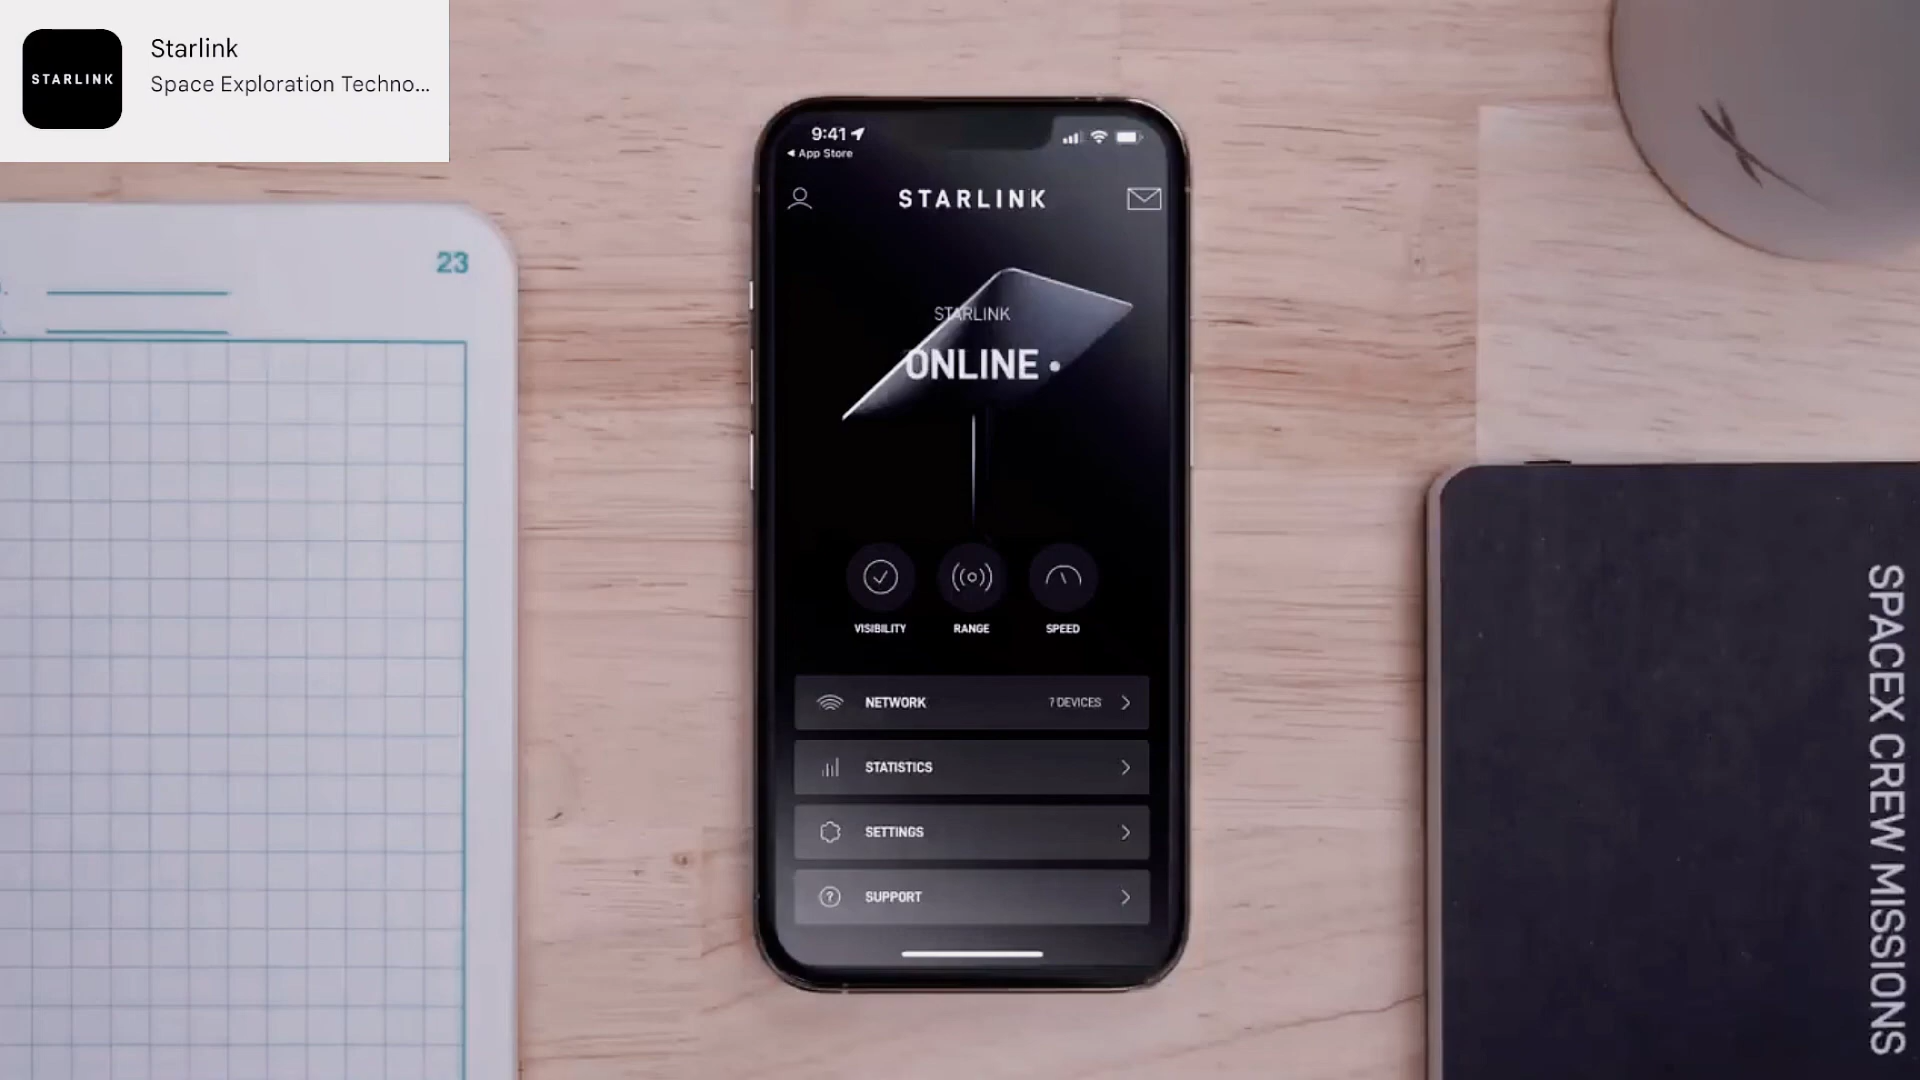 STARLINK
Starlink
Space Exploration Techno...
23
9:41
App Store
STARLINK
STARLINK
ONLINE
VISIBILITY
RANGE
SPEED
NETWORK
7 DEVICES
STATISTICS
SETTINGS
SUPPORT
SPACEX CREW MISSIONS